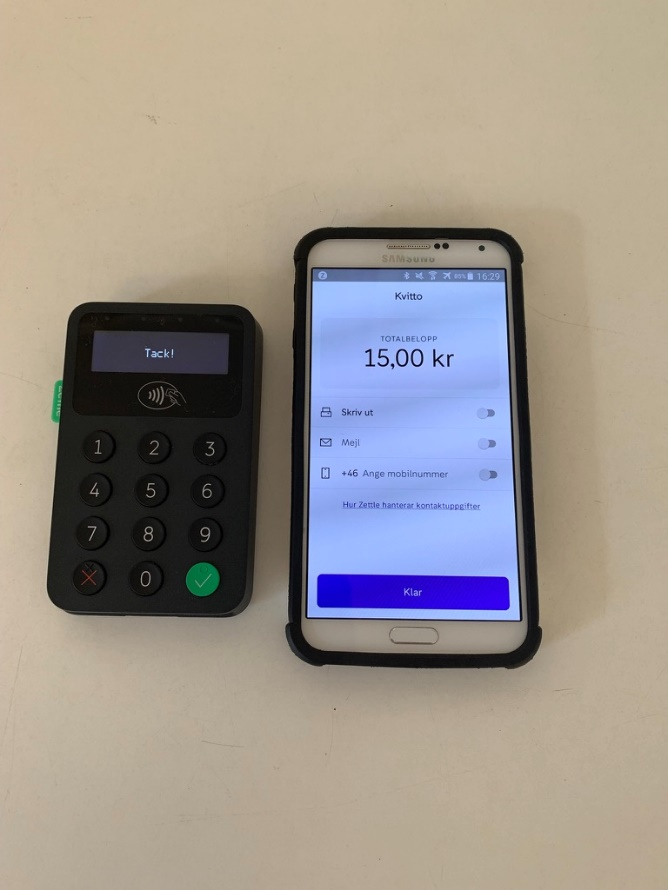 Tack!
1 2 3
4 5 6
7 8 9
0
SAMSUNG
16:29
Kvitto
TOTALBELOPP
15,00 kr
Skriv ut
Mejl
+46 Ange mobilnummer
Hur Zettle hanterar kontaktuppgifter
Klar